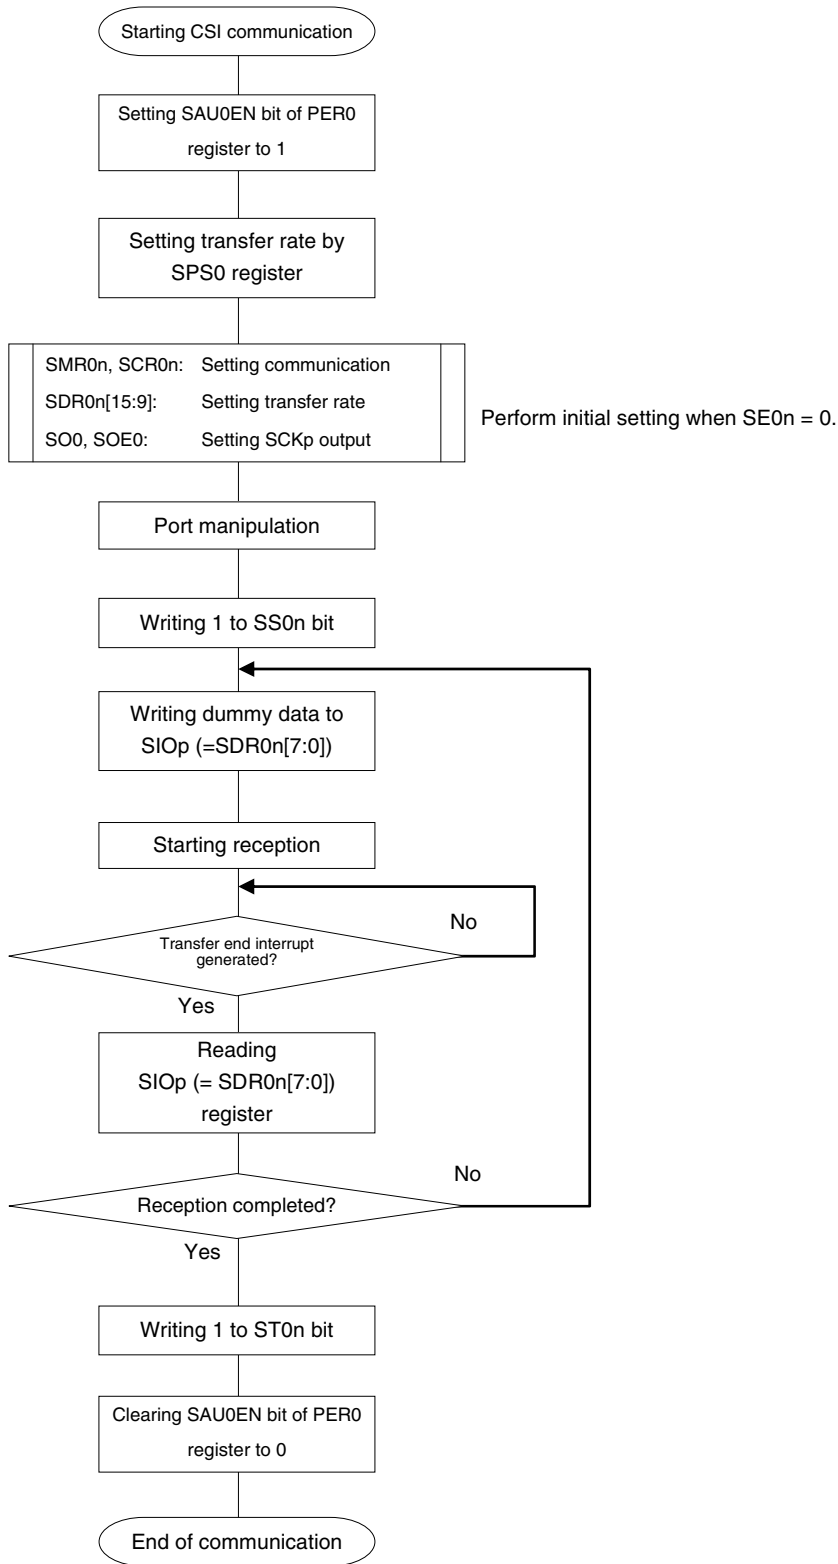 Starting CSI communication
Setting SAU0EN bit of PER0
register to 1
Setting transfer rate by
SPS0 register
SMR0n, SCR0n: Setting communication
SDR0n[15:9]: Setting transfer rate
SO0, SOE0: Setting SCKp output
Perform initial setting when SE0n = 0.
Port manipulation
Writing 1 to SS0n bit
Writing dummy data to
SIOp (=SDR0n[7:0])
Starting reception
No
Transfer end interrupt
generated?
Yes
Reading
SIOp (= SDR0n[7:0])
register
No
Reception completed?
Yes
Writing 1 to ST0n bit
Clearing SAU0EN bit of PER0
register to 0
End of communication